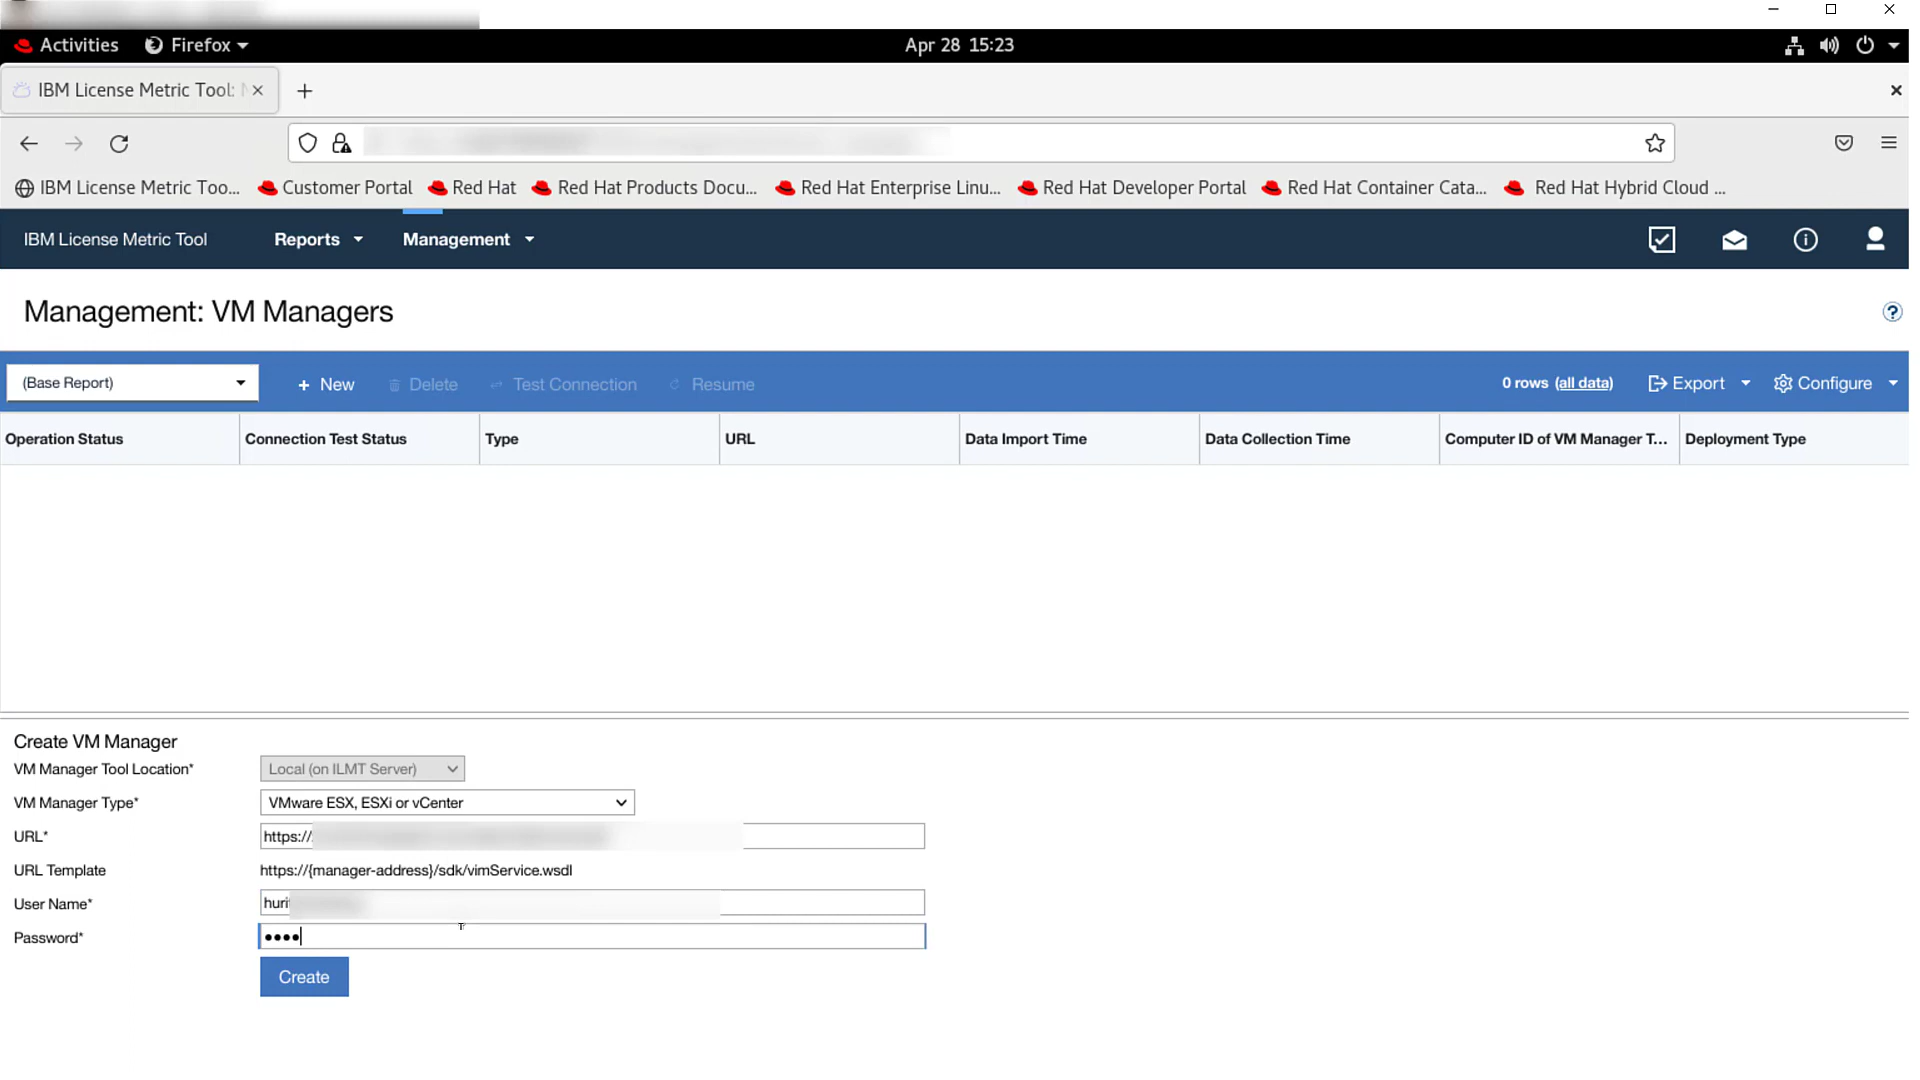 Activities Firefox Apr 28 15:23
IBM License Metric Tool:
IBM License Metric Too... Customer Portal Red Hat Red Hat Products Docu... Red Hat Enterprise Linu... Red Hat Developer Portal Red Hat Container Cata... Red Hat Hybrid Cloud ...
IBM License Metric Tool Reports Management
Management: VM Managers
(Base Report) + New Delete Test Connection Resume 0 rows (all data) Export Configure
Operation Status Connection Test Status Type URL Data Import Time Data Collection Time Computer ID of VM Manager T... Deployment Type
Create VM Manager
VM Manager Tool Location* Local (on ILMT Server)
VM Manager Type* VMware ESX, ESXi or vCenter
URL* https://
URL Template https://{manager-address}/sdk/vimService.wsdl
User Name*
Password* ••••
Create